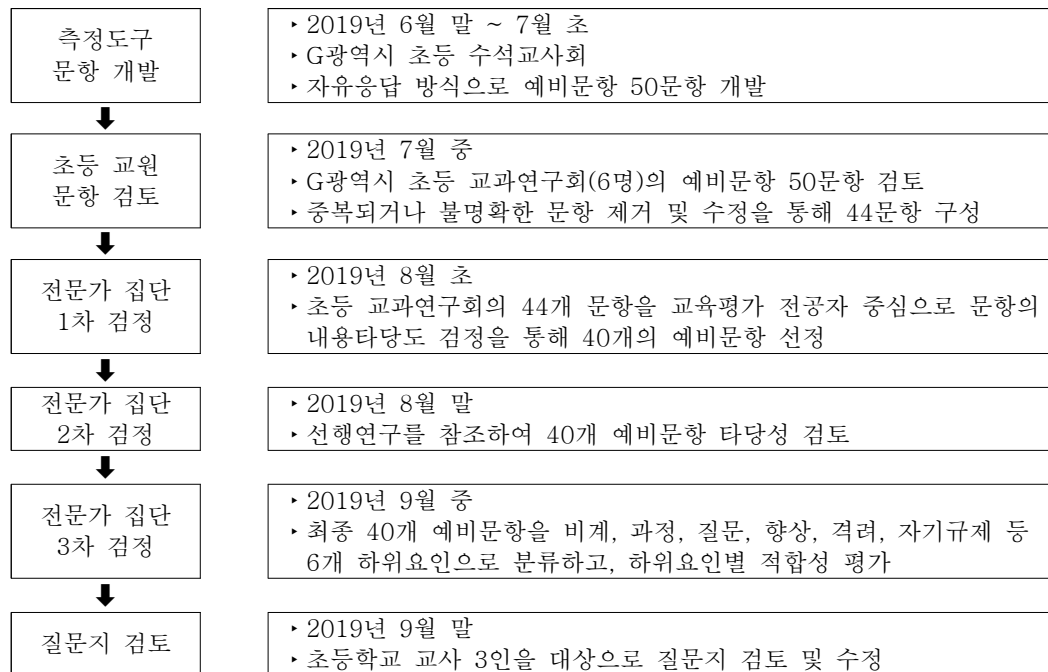 측정도구
문항 개발
‣2019년 6월 말 ~ 7월 초
‣G광역시 초등 수석교사회
‣자유응답 방식으로 예비문항 50문항 개발
초등 교원
문항 검토
‣2019년 7월 중
‣G광역시 초등 교과연구회(6명)의 예비문항 50문항 검토
‣중복되거나 불명확한 문항 제거 및 수정을 통해 44문항 구성
전문가 집단
1차 검정
‣2019년 8월 초
‣초등 교과연구회의 44개 문항을 교육평가 전공자 중심으로 문항의
내용타당도 검정을 통해 40개의 예비문항 선정
전문가 집단
2차 검정
‣2019년 8월 말
‣선행연구를 참조하여 40개 예비문항 타당성 검토
전문가 집단
3차 검정
‣2019년 9월 중
‣최종 40개 예비문항을 비계, 과정, 질문, 향상, 격려, 자기규제 등
6개 하위요인으로 분류하고, 하위요인별 적합성 평가
질문지 검토
‣2019년 9월 말
‣초등학교 교사 3인을 대상으로 질문지 검토 및 수정